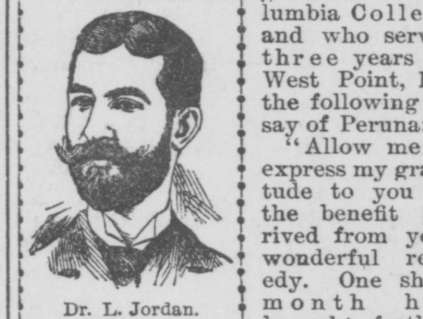 Dr. L. Jordan.
lumbia Colle
and who serv
three years
West Point,
the following
say of Peruna
"Allow me
express my gra
tude to you
the benefit
rived from
wonderful re
edy. One sh
month h